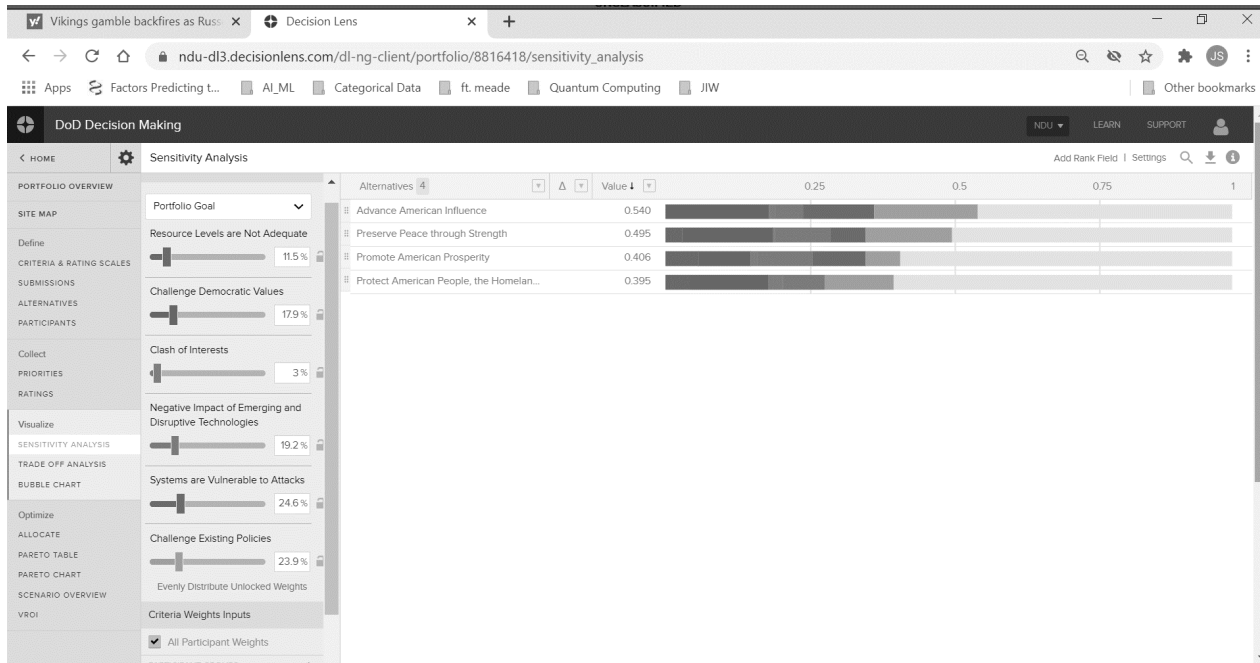 Vikings gamble backfires as Russ
Decision Lens
ndu-dl3.decisionlens.com/dl-ng-client/portfolio/8816418/sensitivity_analysis
JS
Apps
Factors Predicting t...
AI_ML
Categorical Data
ft. meade
Quantum Computing
JIW
Other bookmarks
DoD Decision Making
NDU
LEARN
SUPPORT
< HOME
Sensitivity Analysis
Add Rank Field | Settings
PORTFOLIO OVERVIEW
SITE MAP
Define
CRITERIA & RATING SCALES
SUBMISSIONS
ALTERNATIVES
PARTICIPANTS
Collect
PRIORITIES
RATINGS
Visualize
SENSITIVITY ANALYSIS
TRADE OFF ANALYSIS
BUBBLE CHART
Optimize
ALLOCATE
PARETO TABLE
PARETO CHART
SCENARIO OVERVIEW
VROI
Portfolio Goal
Resource Levels are Not Adequate
11.5 %
Challenge Democratic Values
17.9 %
Clash of Interests
3 %
Negative Impact of Emerging and
Disruptive Technologies
19.2 %
Systems are Vulnerable to Attacks
24.6 %
Challenge Existing Policies
23.9 %
Evenly Distribute Unlocked Weights
Criteria Weights Inputs
All Participant Weights
Alternatives 4 Δ Value ↓ 0.25 0.5 0.75 1
Advance American Influence 0.540
Preserve Peace through Strength 0.495
Promote American Prosperity 0.406
Protect American People, the Homelan... 0.395